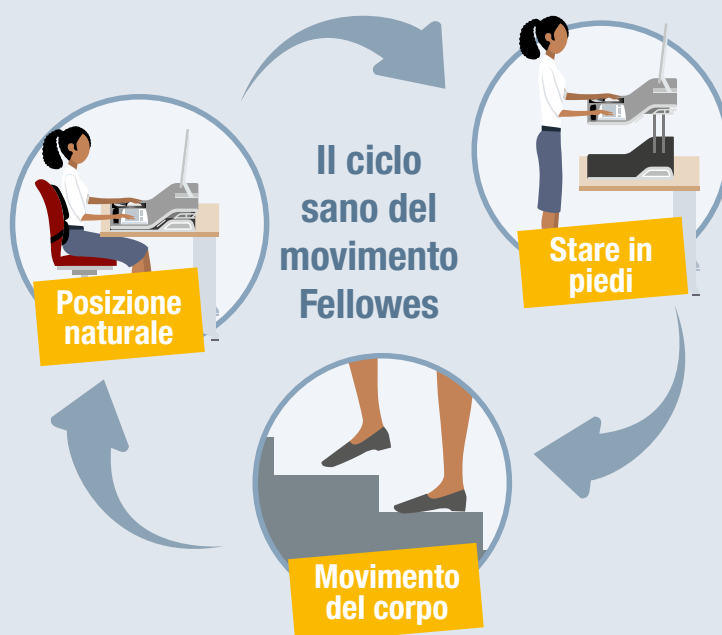 Il ciclo
sano del
movimento
Fellowes
Stare in
piedi
Posizione
naturale
Movimento
del corpo